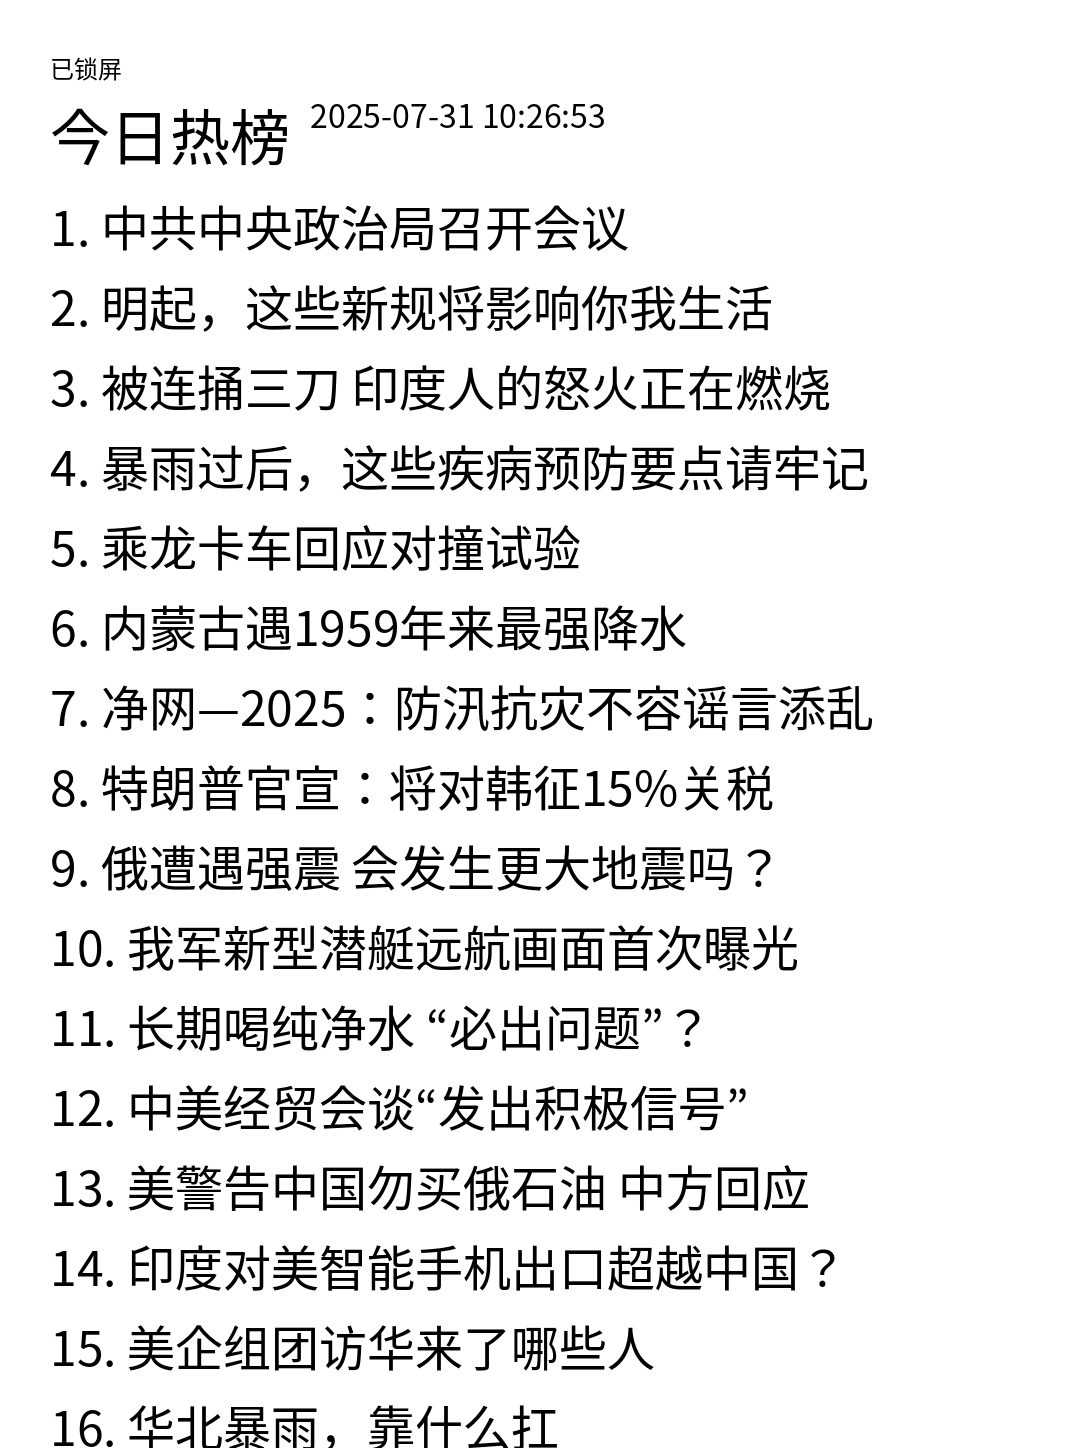 已锁屏
今日热榜 2025-07-31 10:26:53
1. 中共中央政治局召开会议
2. 明起，这些新规将影响你我生活
3. 被连捅三刀 印度人的怒火正在燃烧
4. 暴雨过后，这些疾病预防要点请牢记
5. 乘龙卡车回应对撞试验
6. 内蒙古遇1959年来最强降水
7. 净网—2025：防汛抗灾不容谣言添乱
8. 特朗普官宣：将对韩征15%关税
9. 俄遭遇强震 会发生更大地震吗？
10. 我军新型潜艇远航画面首次曝光
11. 长期喝纯净水 “必出问题”？
12. 中美经贸会谈“发出积极信号”
13. 美警告中国勿买俄石油 中方回应
14. 印度对美智能手机出口超越中国？
15. 美企组团访华来了哪些人
16. 华北暴雨，靠什么扛